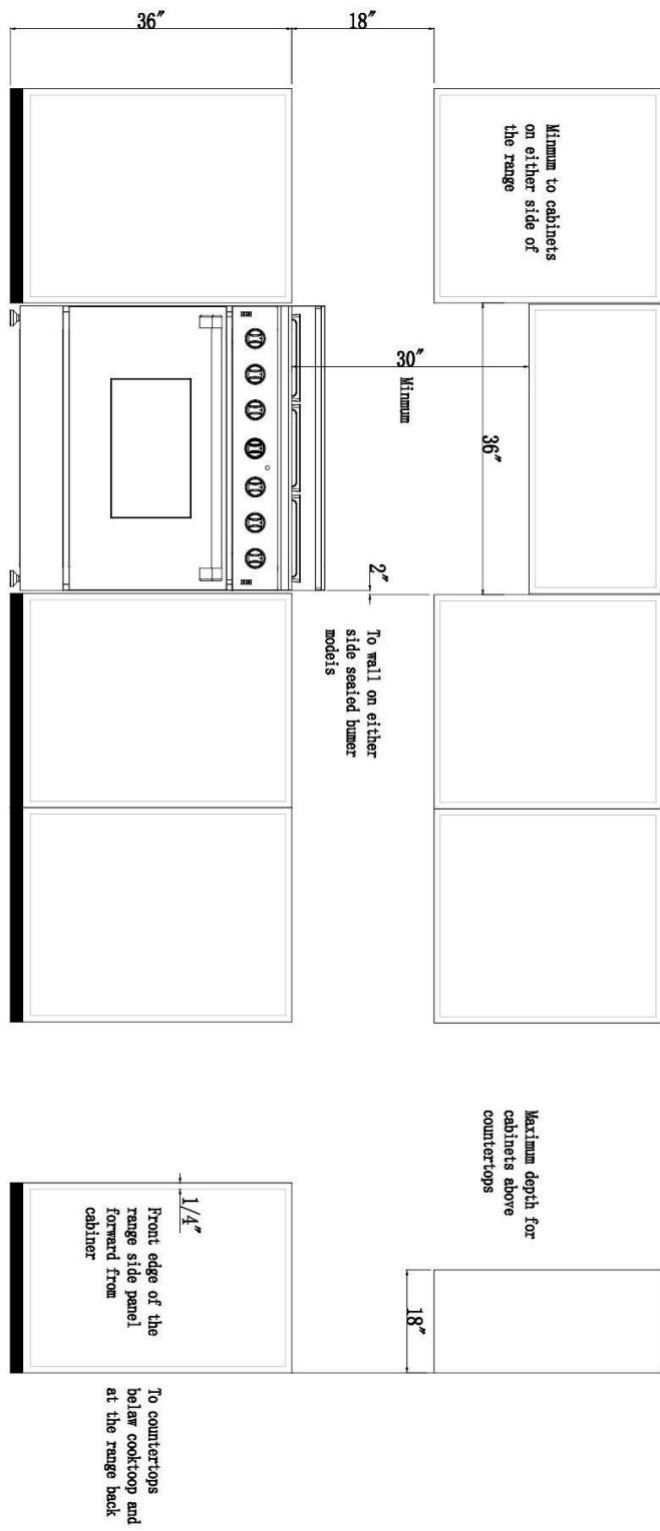 36"
18"
Minmum to cabinets
on either side of
the range
30"
Minmum
36"
2"
To wall on either
side seaied bumer
modeis
Maximum depth for
cabinets above
countertops
18"
1/4"
Front edge of the
range side panel
forward from
cabiner
To countertops
belaw cooktoop and
at the range back